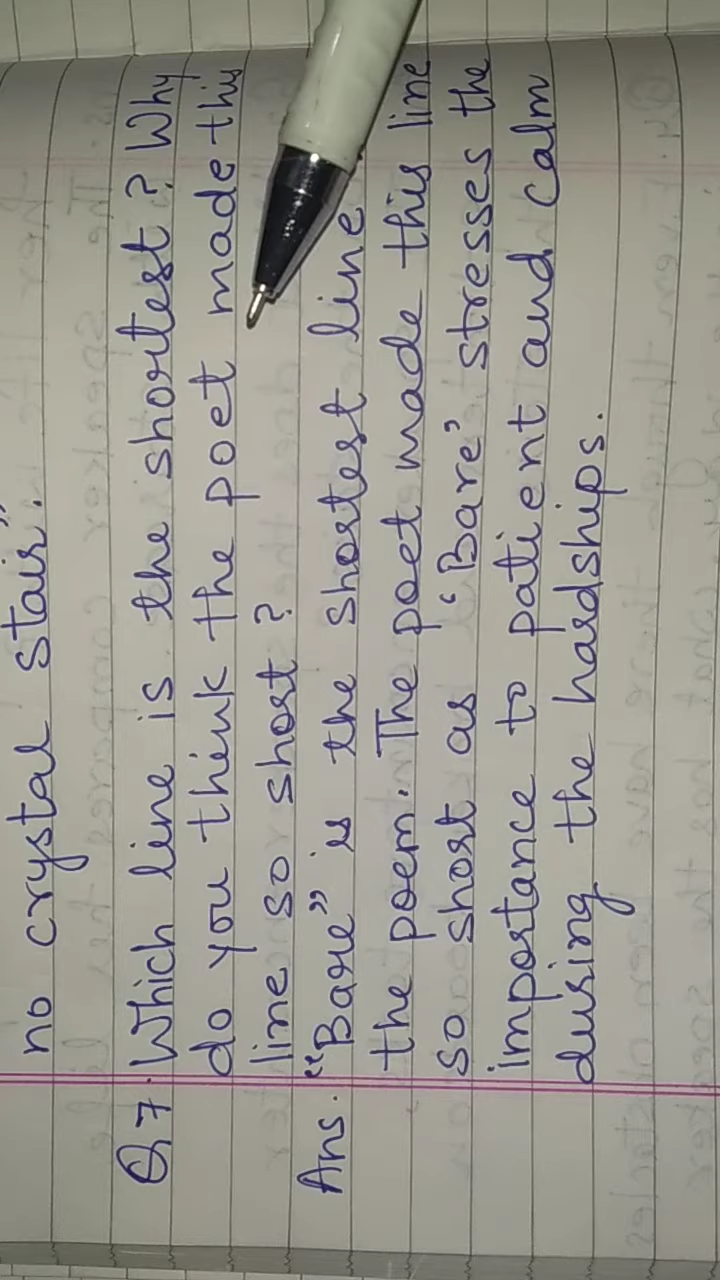 no crystal stair."
Q7. Which line is the shortest? Why
do you think the poet made this
line so short?
Ans. "Bare" is the shortest line
the poem. The poet made this line
so short as 'Bare' stresses the
importance to patient and calm
during the hardships.